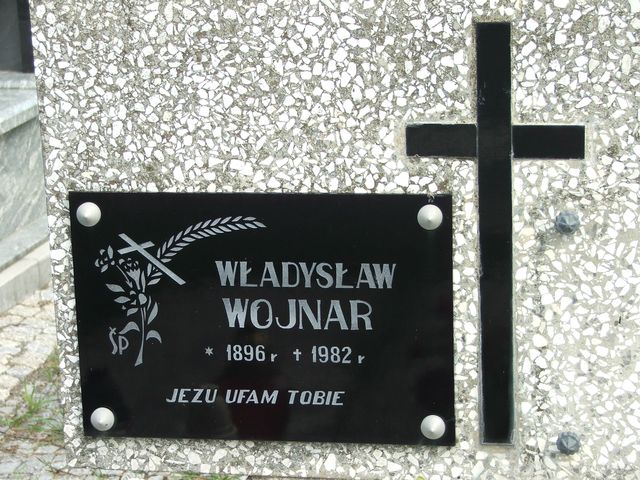 ŚP
WŁADYSŁAW
WOJNAR
* 1896 r + 1982 r
JEZU UFAM TOBIE